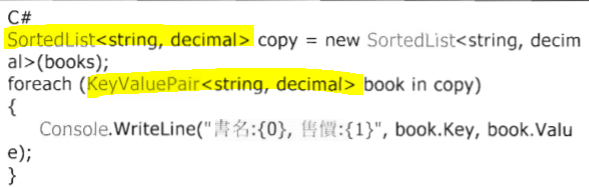 C#
SortedList<string, decimal> copy = new SortedList<string, decim
al>(books);
foreach (KeyValuePair<string, decimal> book in copy)
{
Console.WriteLine("書名:{0}, 售價:{1}", book.Key, book.Valu
e);
}